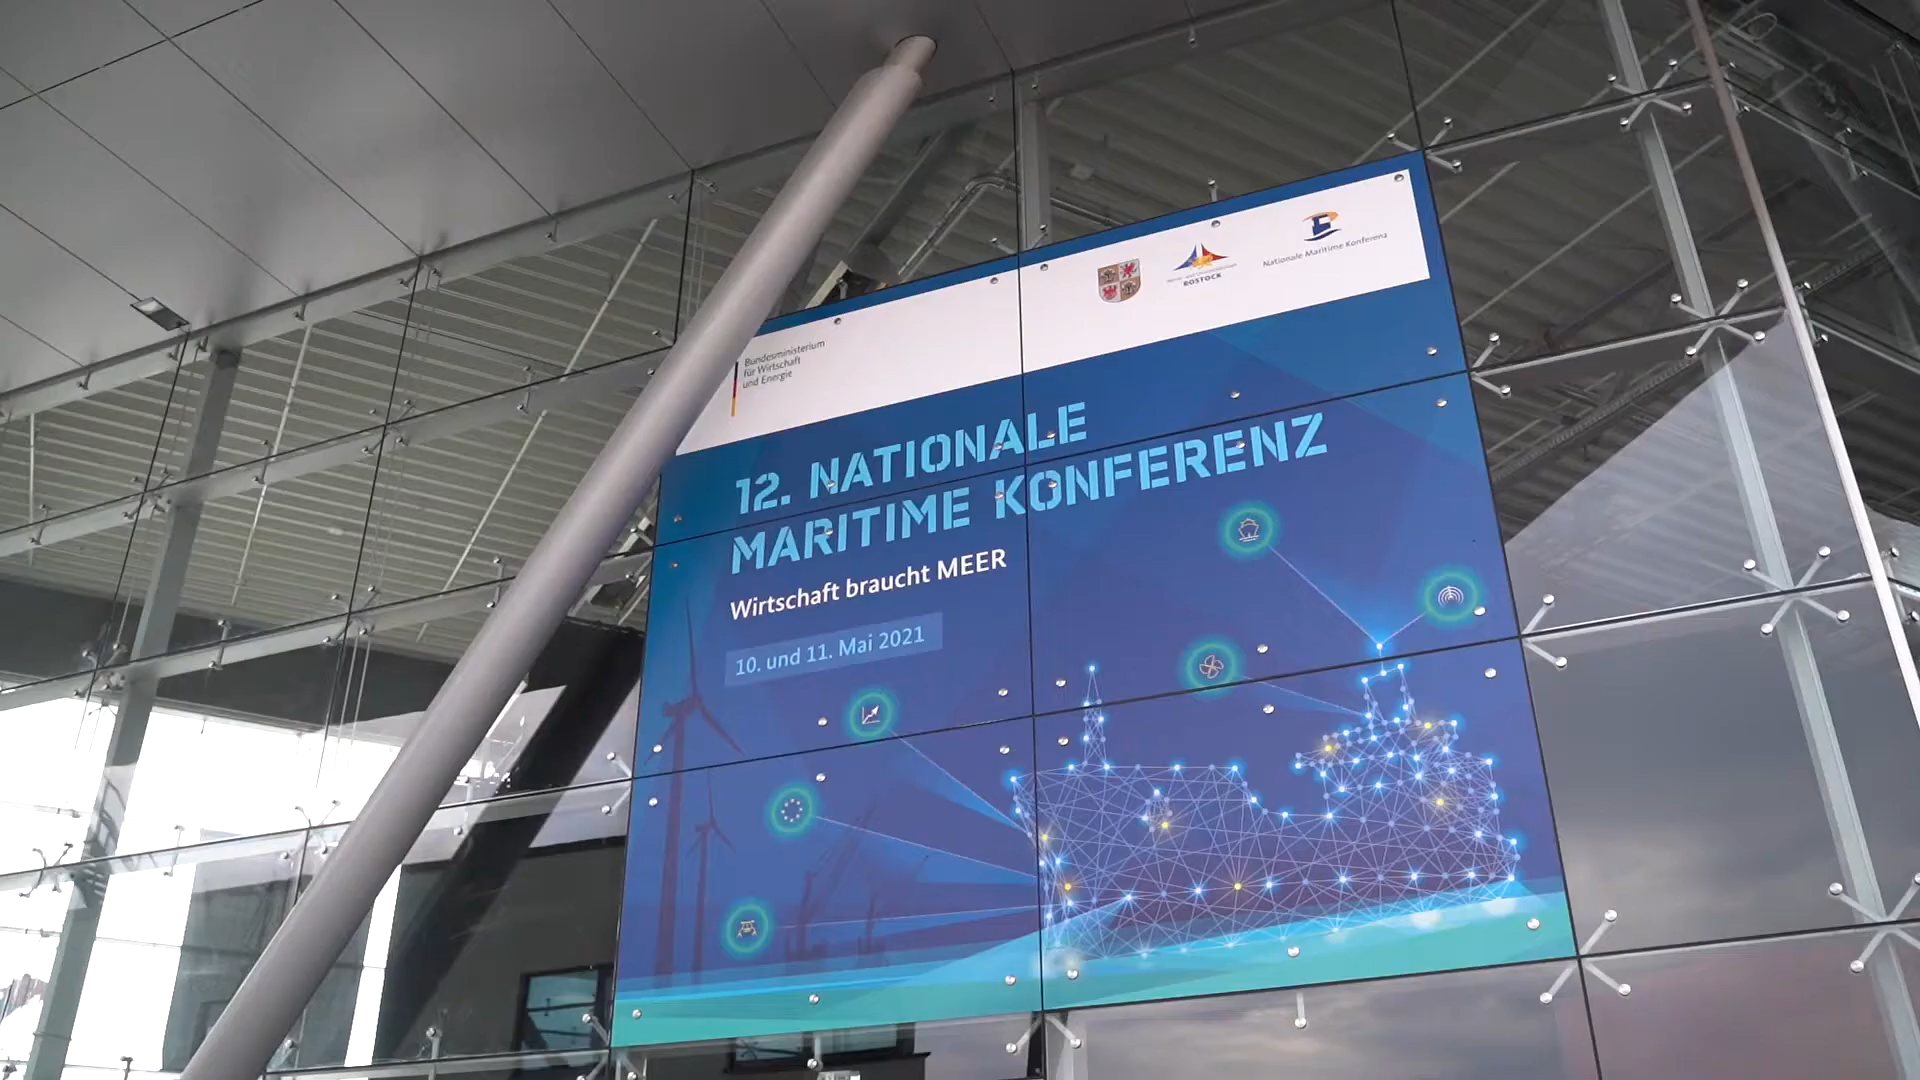 Bundesministerium
für Wirtschaft
und Energie
ROSTOCK
Nationale Maritime Konferenz
12. NATIONALE
MARITIME KONFERENZ
Wirtschaft braucht MEER
10. und 11. Mai 2021